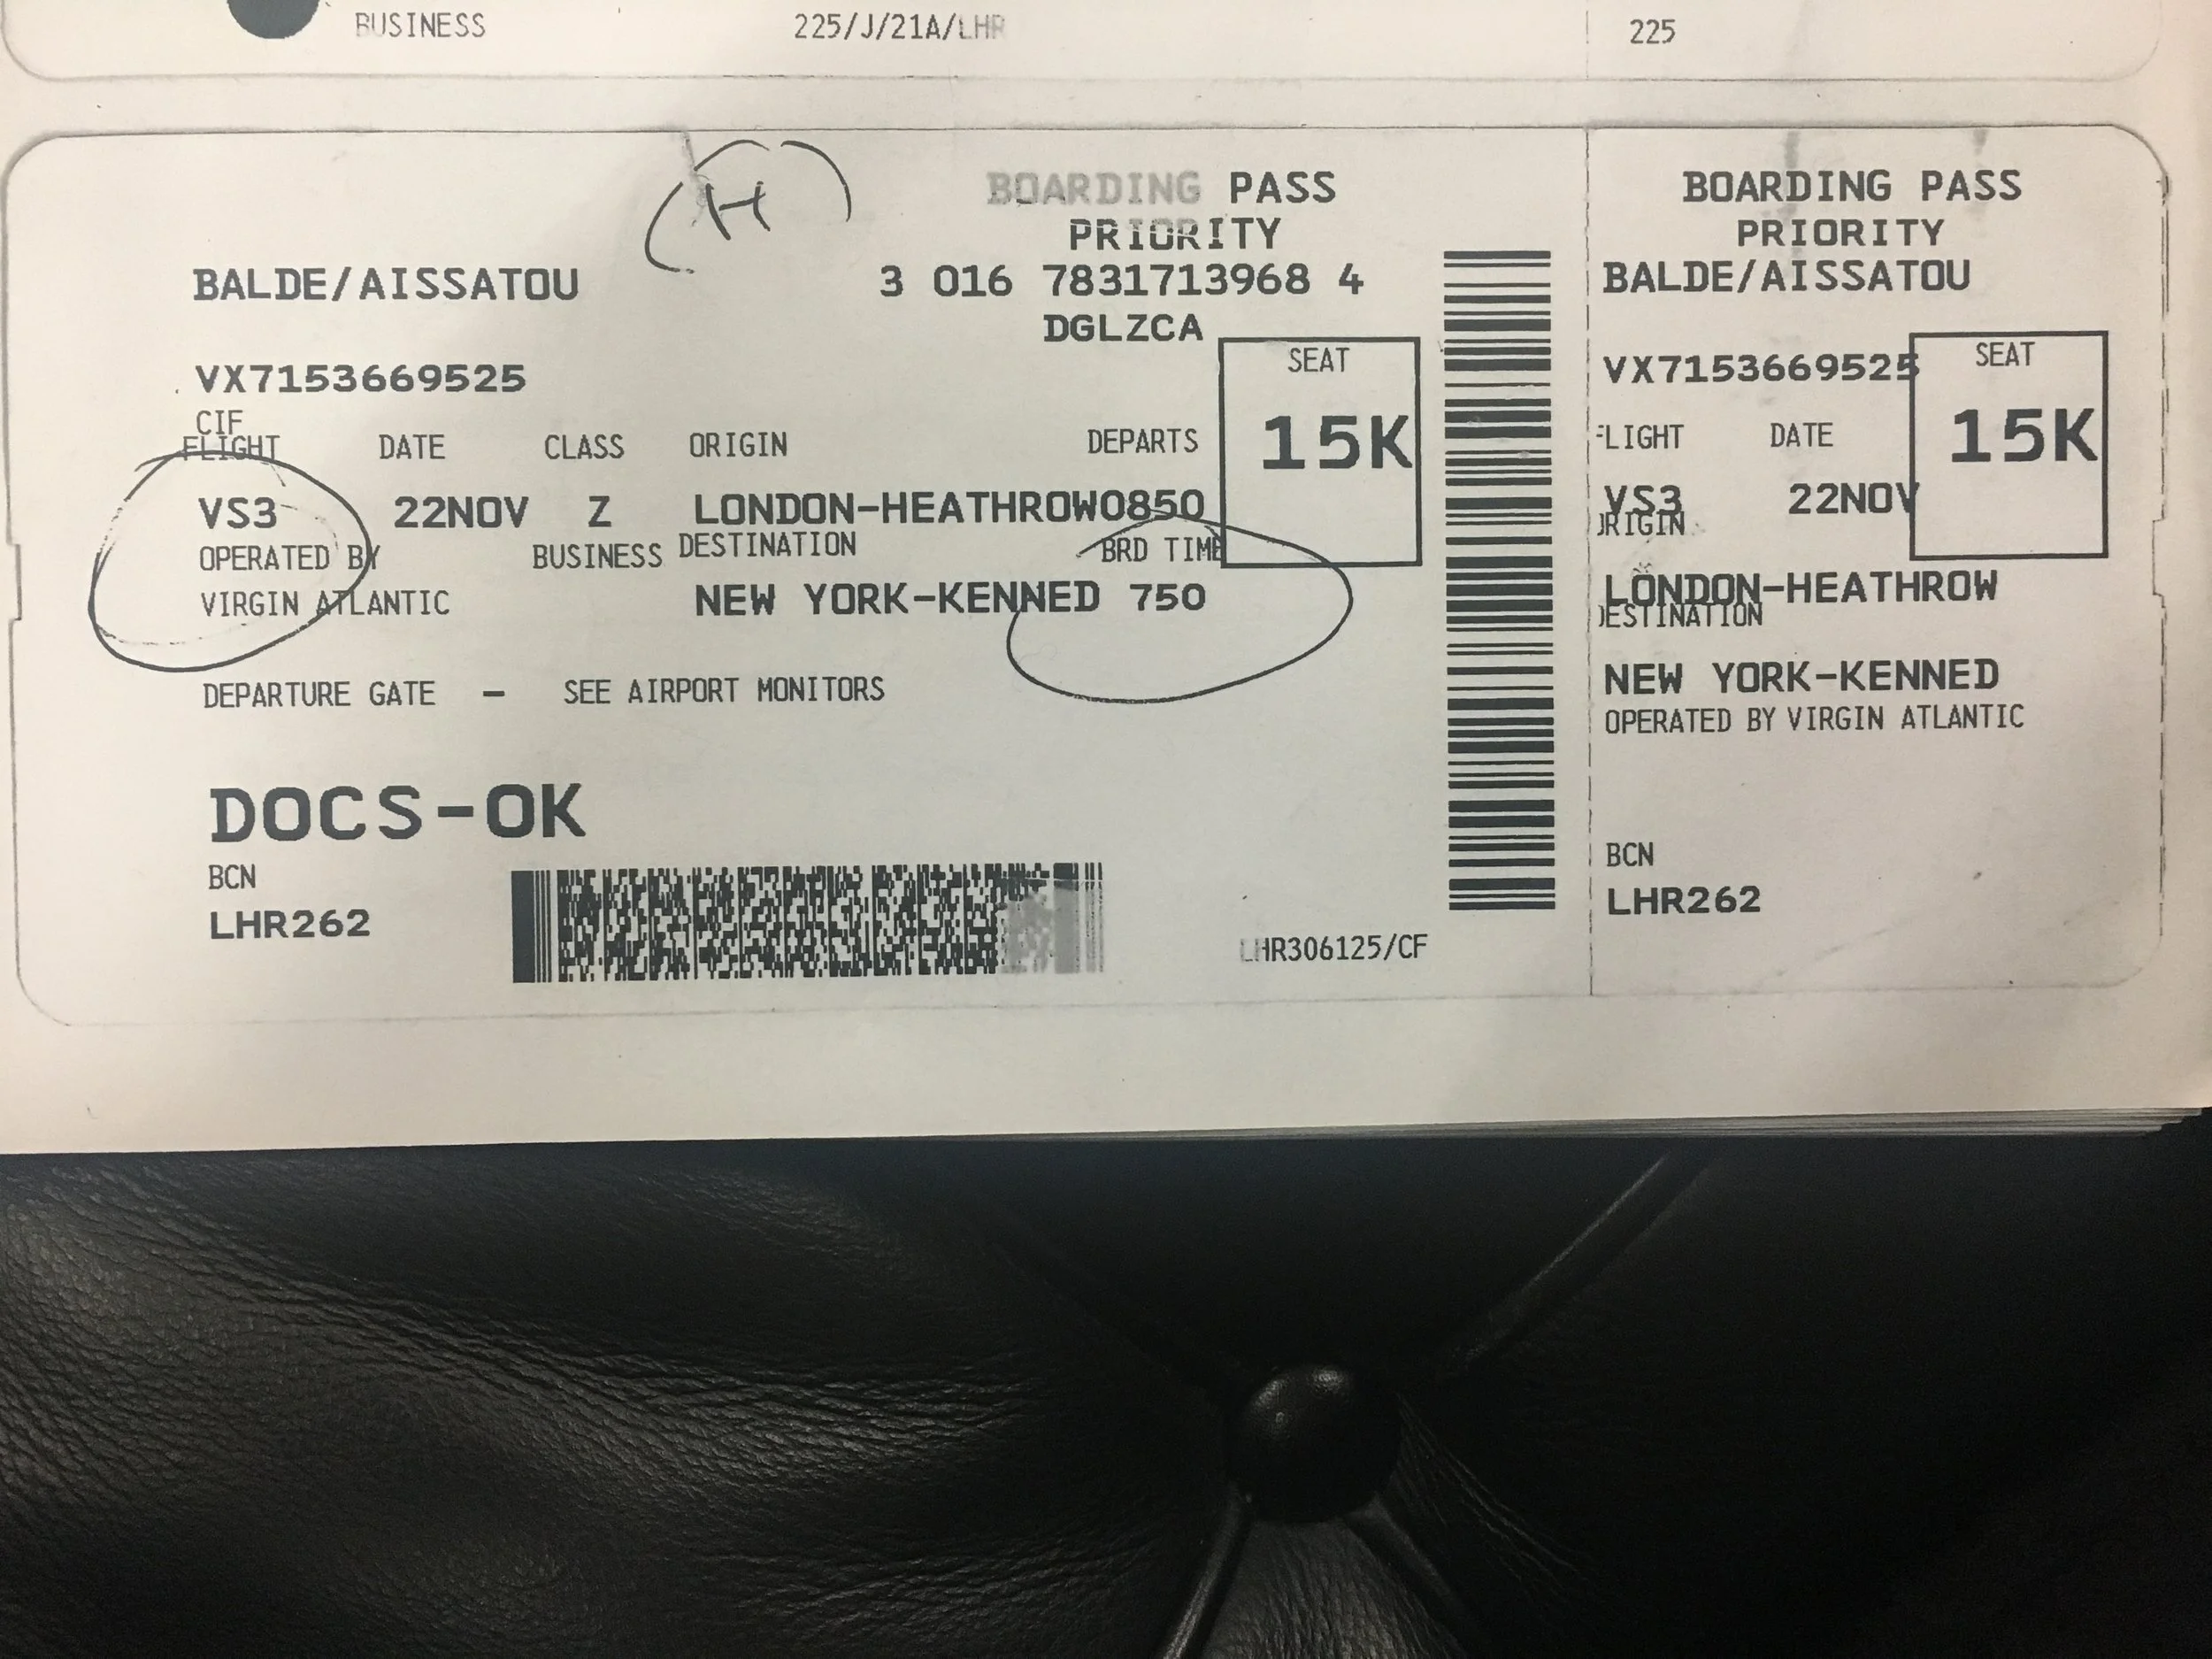 BUSINESS 225/J/21A/LHR 225
H
BOARDING PASS
PRIORITY
BALDE/AISSATOU 3 016 7831713968 4
DGLZCA
VX7153669525
CIF
SEAT
15K
FLIGHT DATE CLASS ORIGIN DEPARTS
VS3 22NOV Z LONDON-HEATHROW0850
OPERATED BY BUSINESS DESTINATION BRD TIME
VIRGIN ATLANTIC NEW YORK-KENNED 750
DEPARTURE GATE - SEE AIRPORT MONITORS
DOCS-OK
BCN
LHR262
LHR306125/CF
BOARDING PASS
PRIORITY
BALDE/AISSATOU
VX7153669525
SEAT
15K
FLIGHT DATE
VS3 22NOV
ORIGIN
LONDON-HEATHROW
DESTINATION
NEW YORK-KENNED
OPERATED BY VIRGIN ATLANTIC
BCN
LHR262